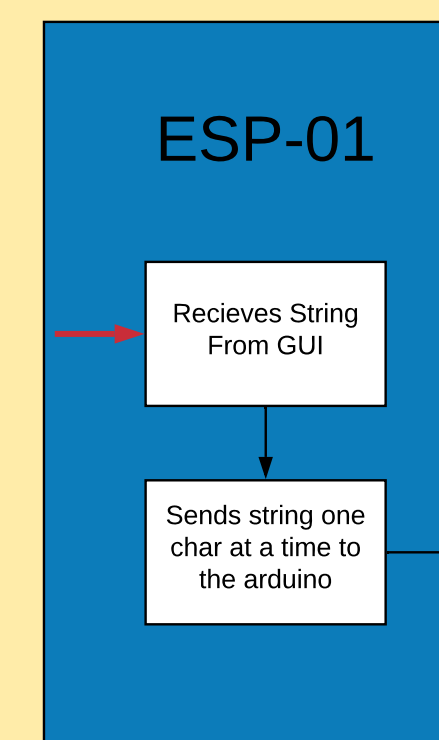 ESP-01
Recieves String
From GUI
Sends string one
char at a time to
the arduino